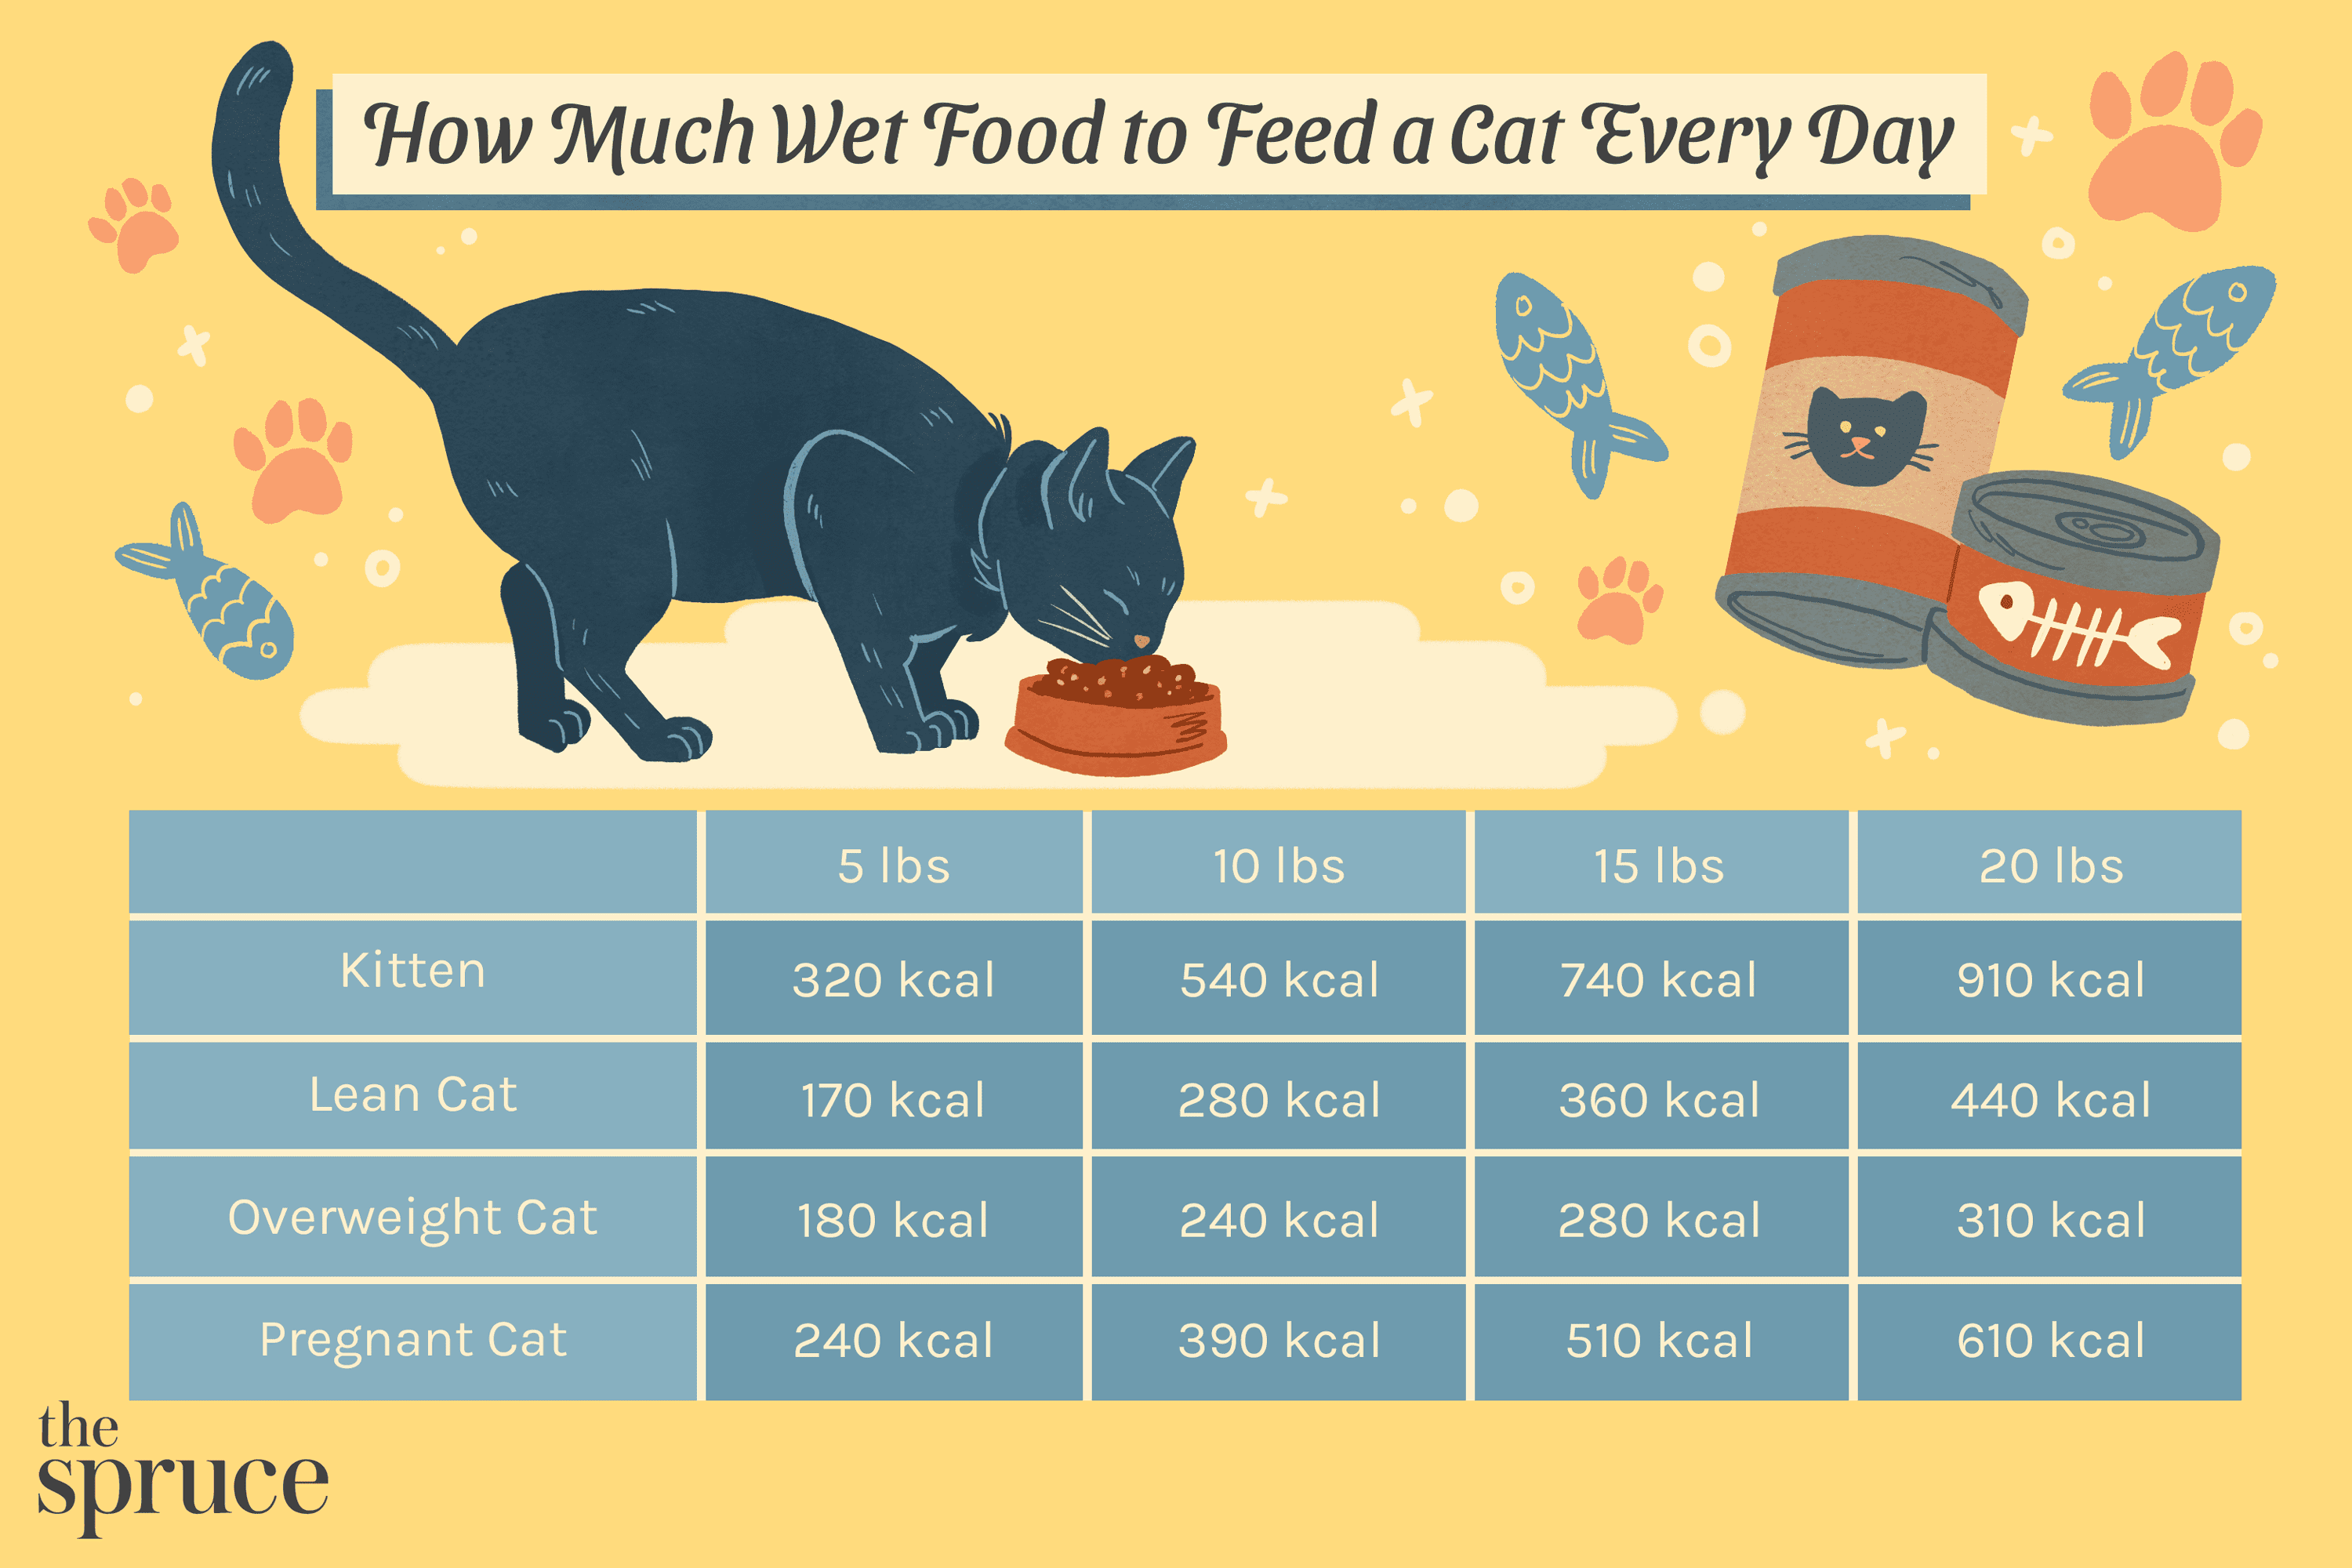 How Much Wet Food to Feed a Cat Every Day
5 lbs 10 lbs 15 lbs 20 lbs
Kitten 320 kcal 540 kcal 740 kcal 910 kcal
Lean Cat 170 kcal 280 kcal 360 kcal 440 kcal
Overweight Cat 180 kcal 240 kcal 280 kcal 310 kcal
Pregnant Cat 240 kcal 390 kcal 510 kcal 610 kcal
the
spruce